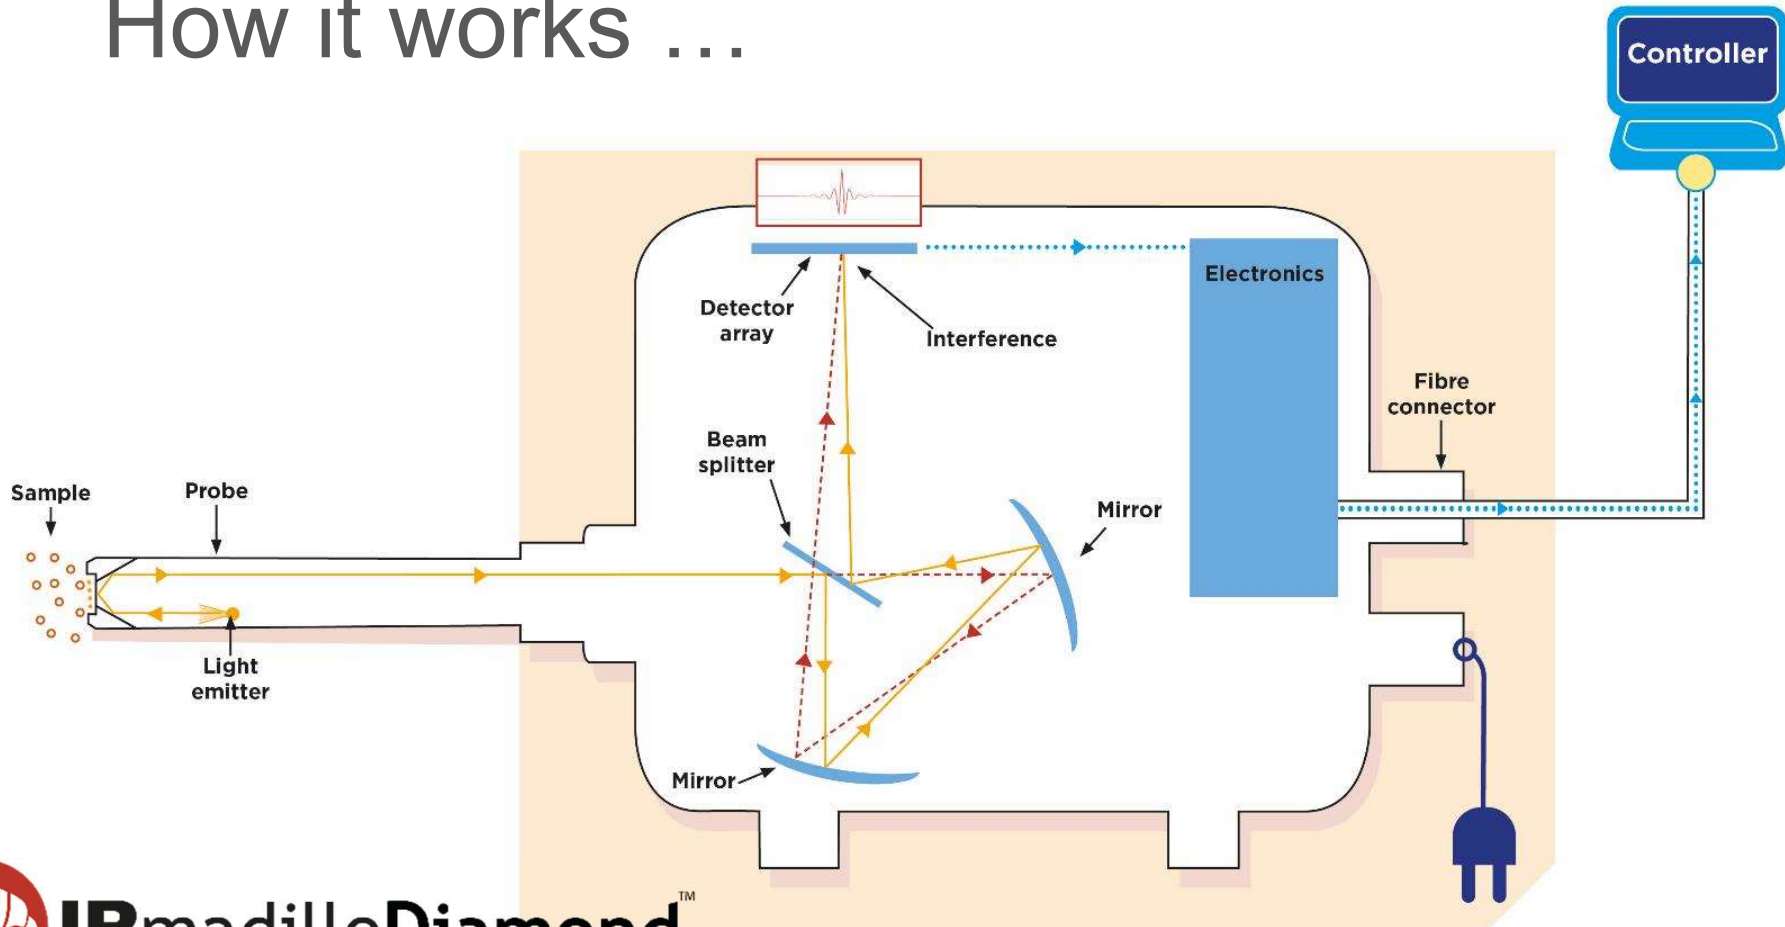 How it works ...
Controller
Electronics
Detector
array
Interference
Fibre
connector
Beam
splitter
Mirror
Sample
Probe
Light
emitter
Mirror
IRmadilloDiamond™